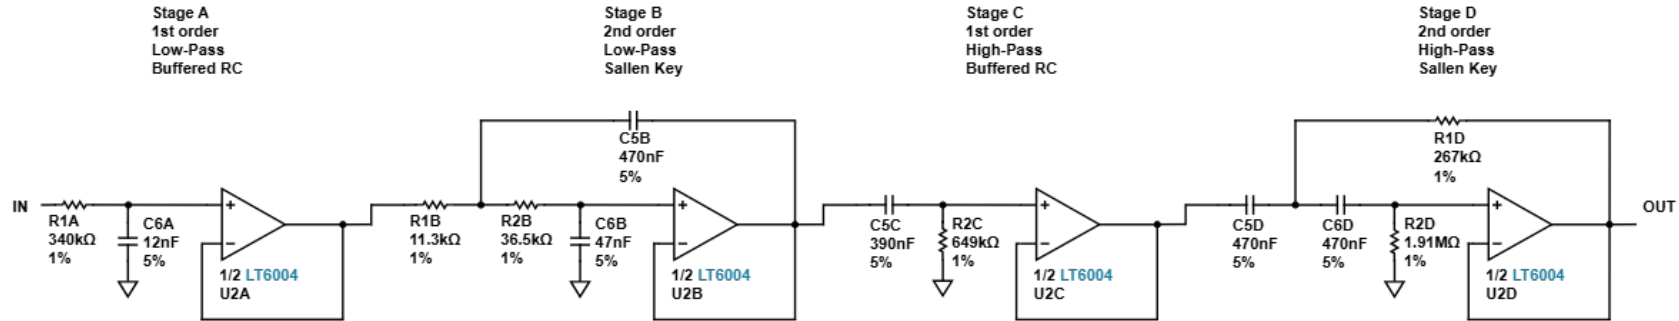 Stage A
1st order
Low-Pass
Buffered RC
Stage B
2nd order
Low-Pass
Sallen Key
Stage C
1st order
High-Pass
Buffered RC
Stage D
2nd order
High-Pass
Sallen Key
IN
R1A
340kΩ
1%
C6A
12nF
5%
+
−
1/2 LT6004
U2A
R1B
11.3kΩ
1%
C5B
470nF
5%
R2B
36.5kΩ
1%
C6B
47nF
5%
+
−
1/2 LT6004
U2B
C5C
390nF
5%
R2C
649kΩ
1%
+
−
1/2 LT6004
U2C
C5D
470nF
5%
R1D
267kΩ
1%
C6D
470nF
5%
R2D
1.91MΩ
1%
+
−
1/2 LT6004
U2D
OUT